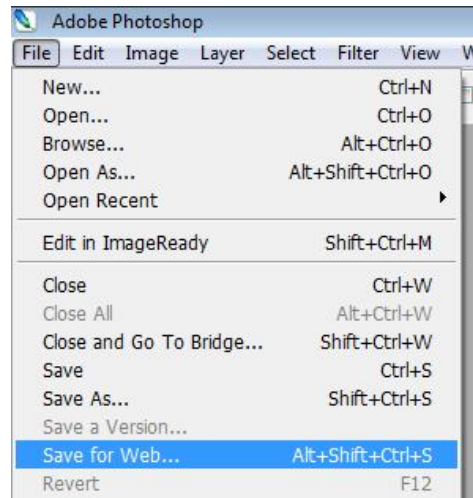 Adobe Photoshop
File Edit Image Layer Select Filter View
New... Ctrl+N
Open... Ctrl+O
Browse... Alt+Ctrl+O
Open As... Alt+Shift+Ctrl+O
Open Recent
Edit in ImageReady Shift+Ctrl+M
Close Ctrl+W
Close All Alt+Ctrl+W
Close and Go To Bridge... Shift+Ctrl+W
Save Ctrl+S
Save As... Shift+Ctrl+S
Save a Version...
Save for Web... Alt+Shift+Ctrl+S
Revert F12